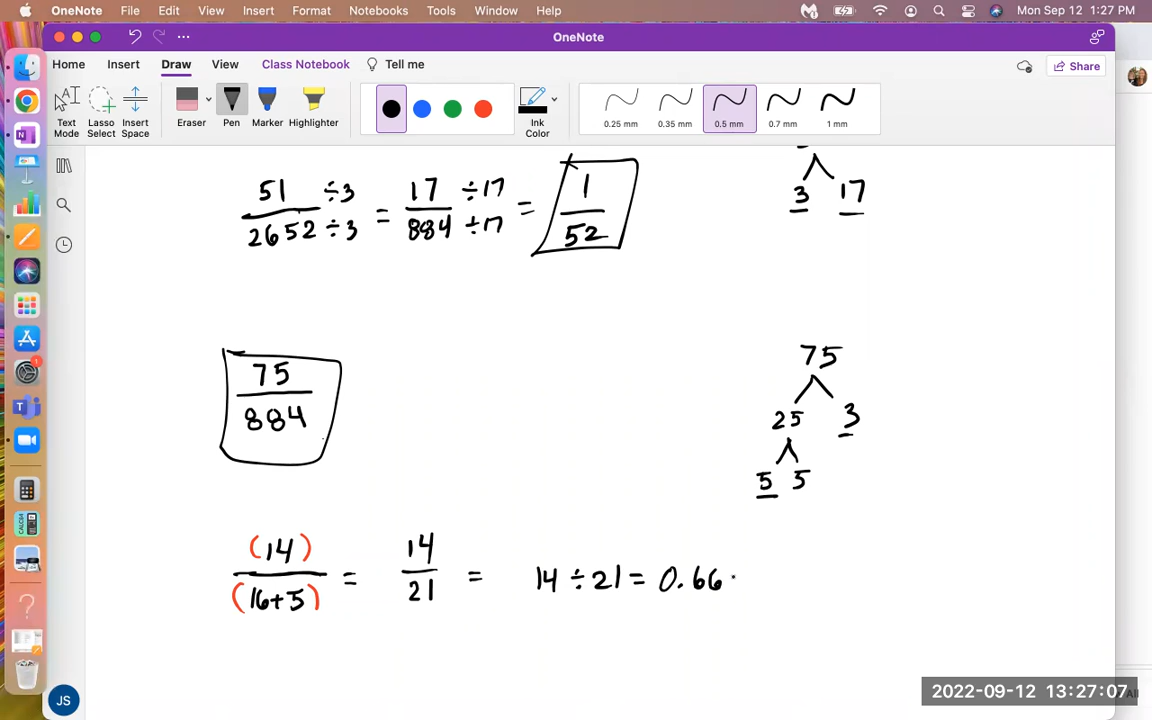 OneNote File Edit View Insert Format Notebooks Tools Window Help Mon Sep 12 1:27 PM
OneNote
Home Insert Draw View Class Notebook Tell me Share
Text Mode Lasso Select Insert Space Eraser Pen Marker Highlighter Ink Color 0.25 mm 0.35 mm 0.5 mm 0.7 mm 1 mm
51 ÷3 17 ÷17 1
= =
2652 ÷3 884 ÷17 52
3 17
75
884
75
25 3
5 5
(14) 14
= = 14 ÷ 21 = 0.66
(16+5) 21
JS
2022-09-12 13:27:07